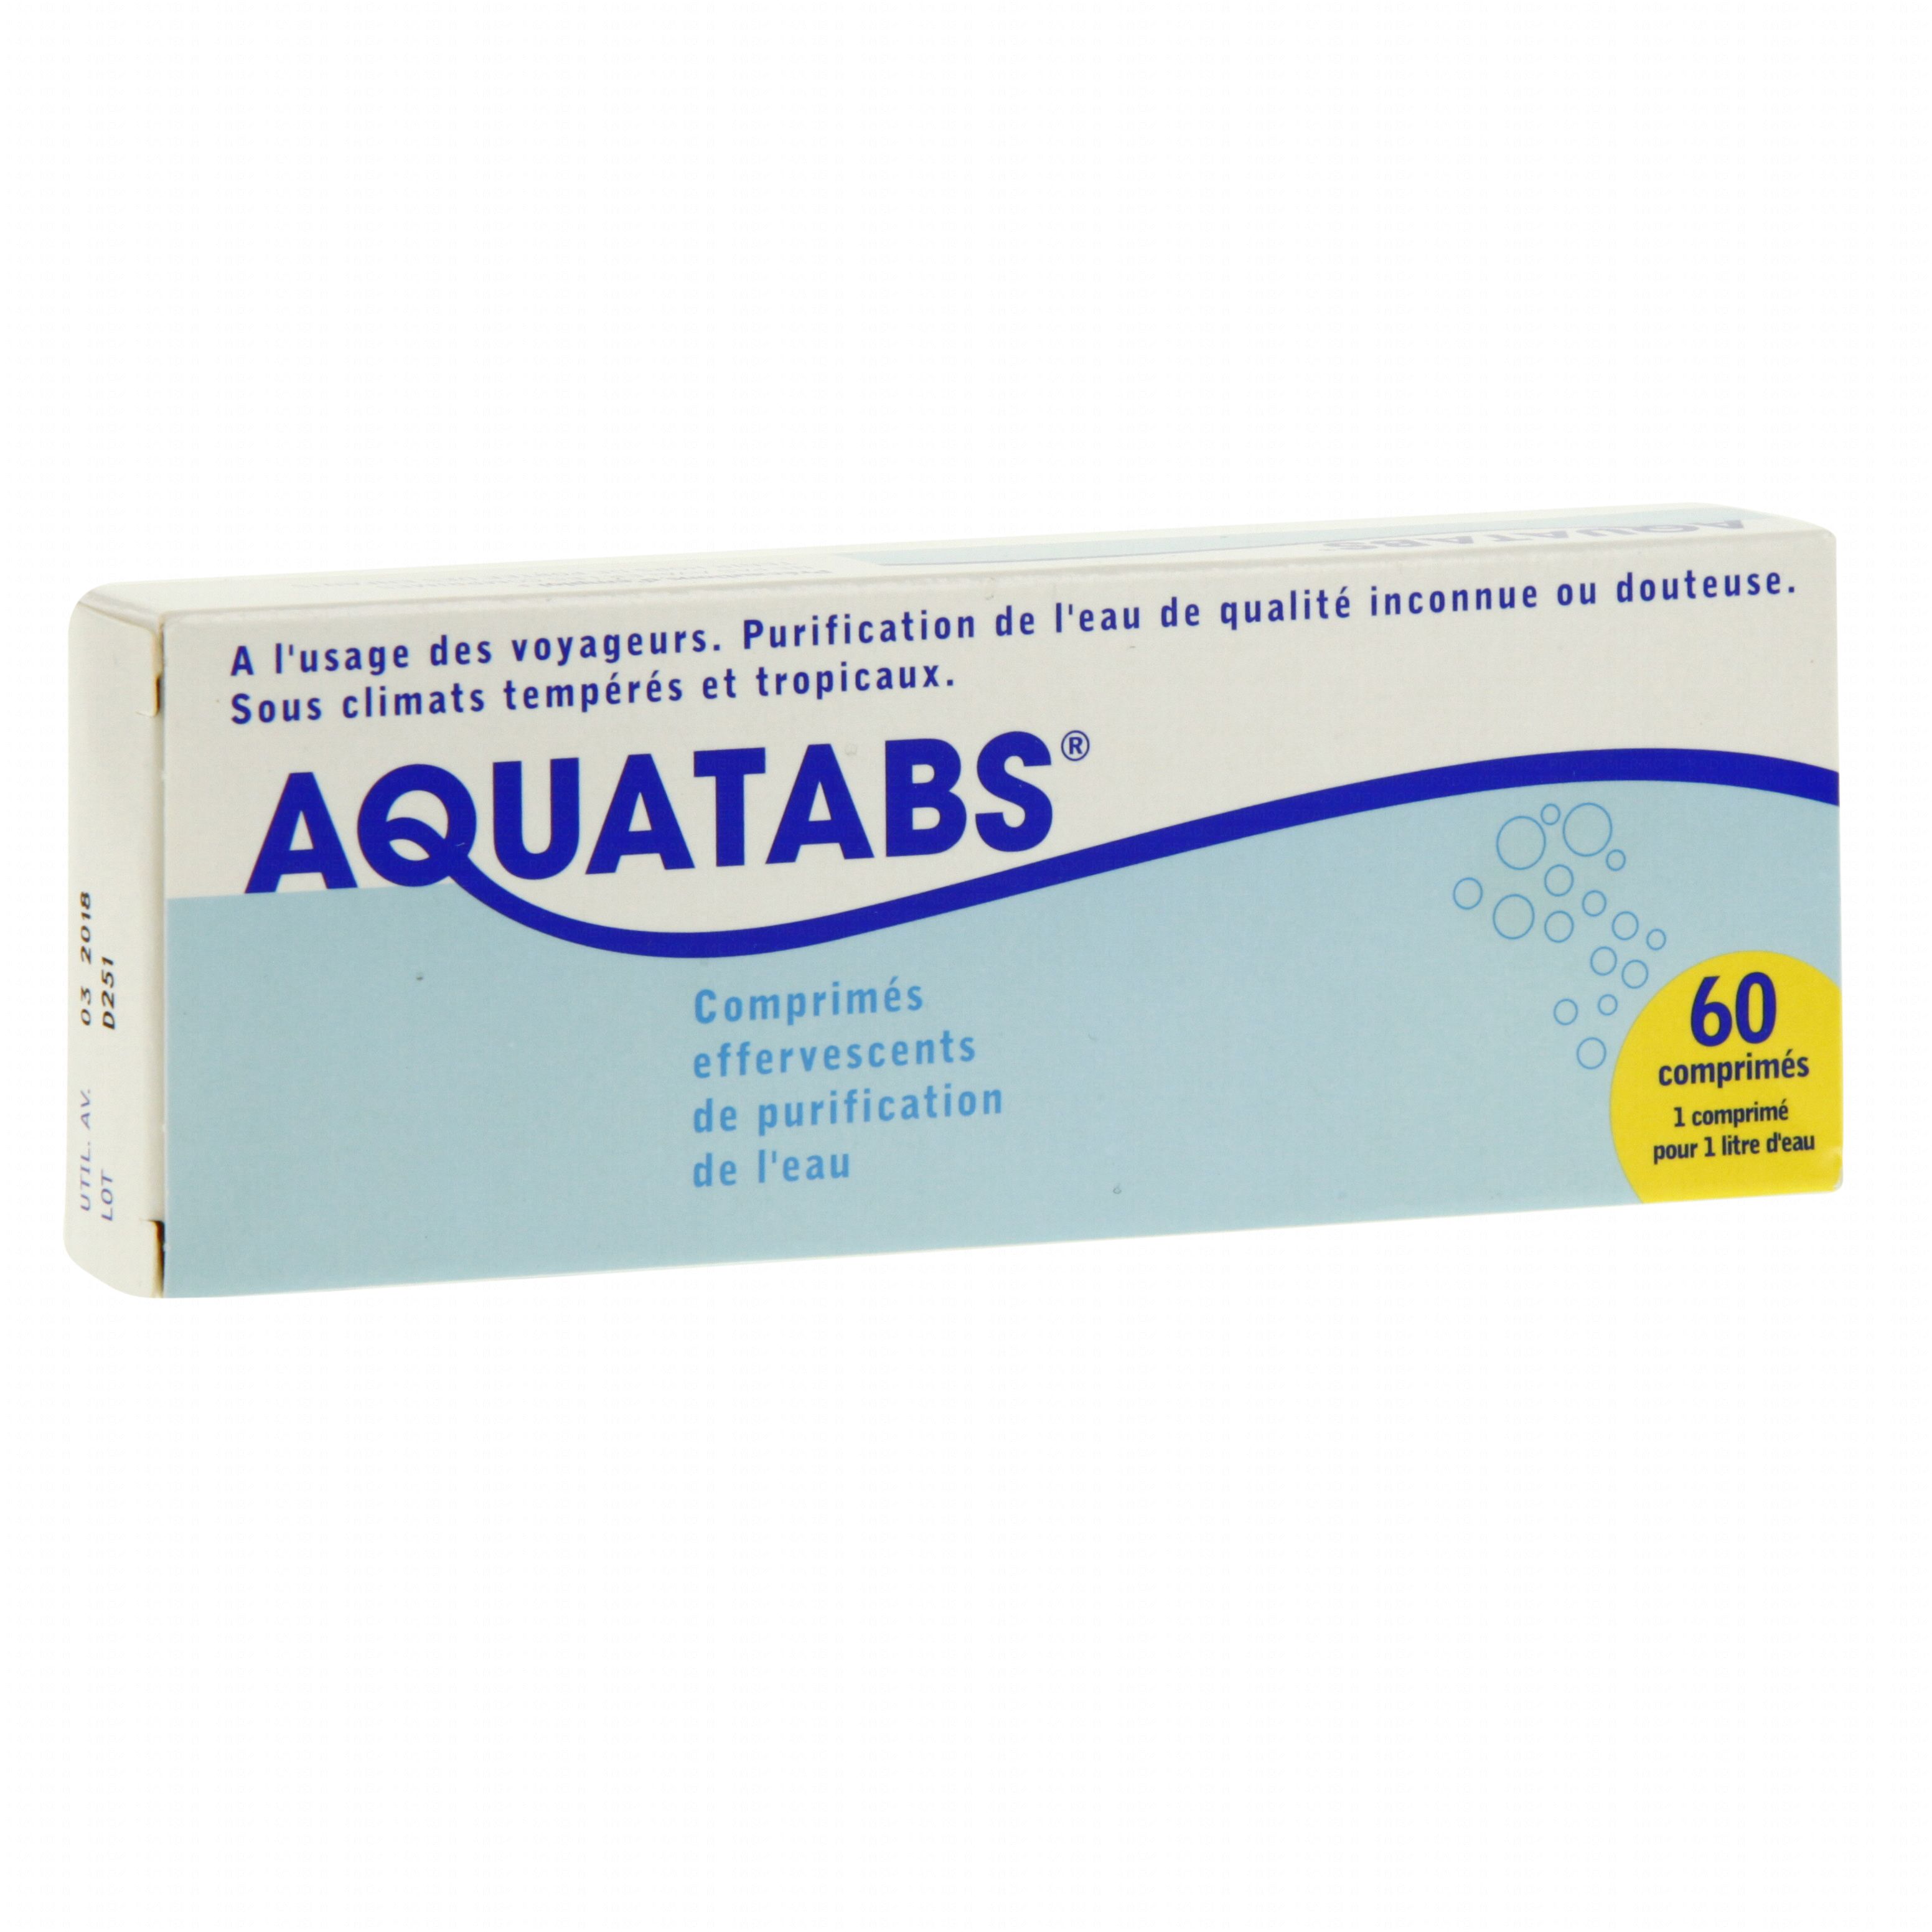 A l'usage des voyageurs. Purification de l'eau de qualité inconnue ou douteuse.
Sous climats tempérés et tropicaux.
AQUATABS®
Comprimés
effervescents
de purification
de l'eau
60
comprimés
1 comprimé
pour 1 litre d'eau
UTIL. AV. 03 2018
LOT D251
AQUATABS